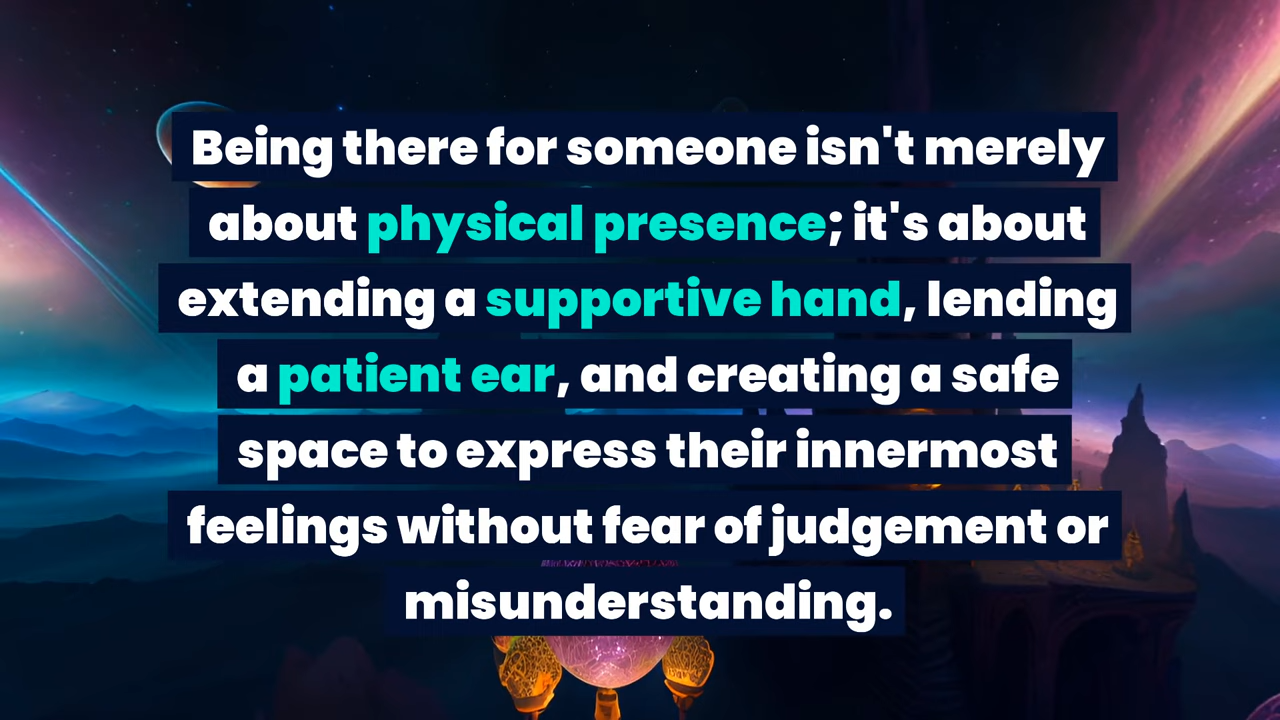 Being there for someone isn't merely
about physical presence; it's about
extending a supportive hand, lending
a patient ear, and creating a safe
space to express their innermost
feelings without fear of judgement or
misunderstanding.